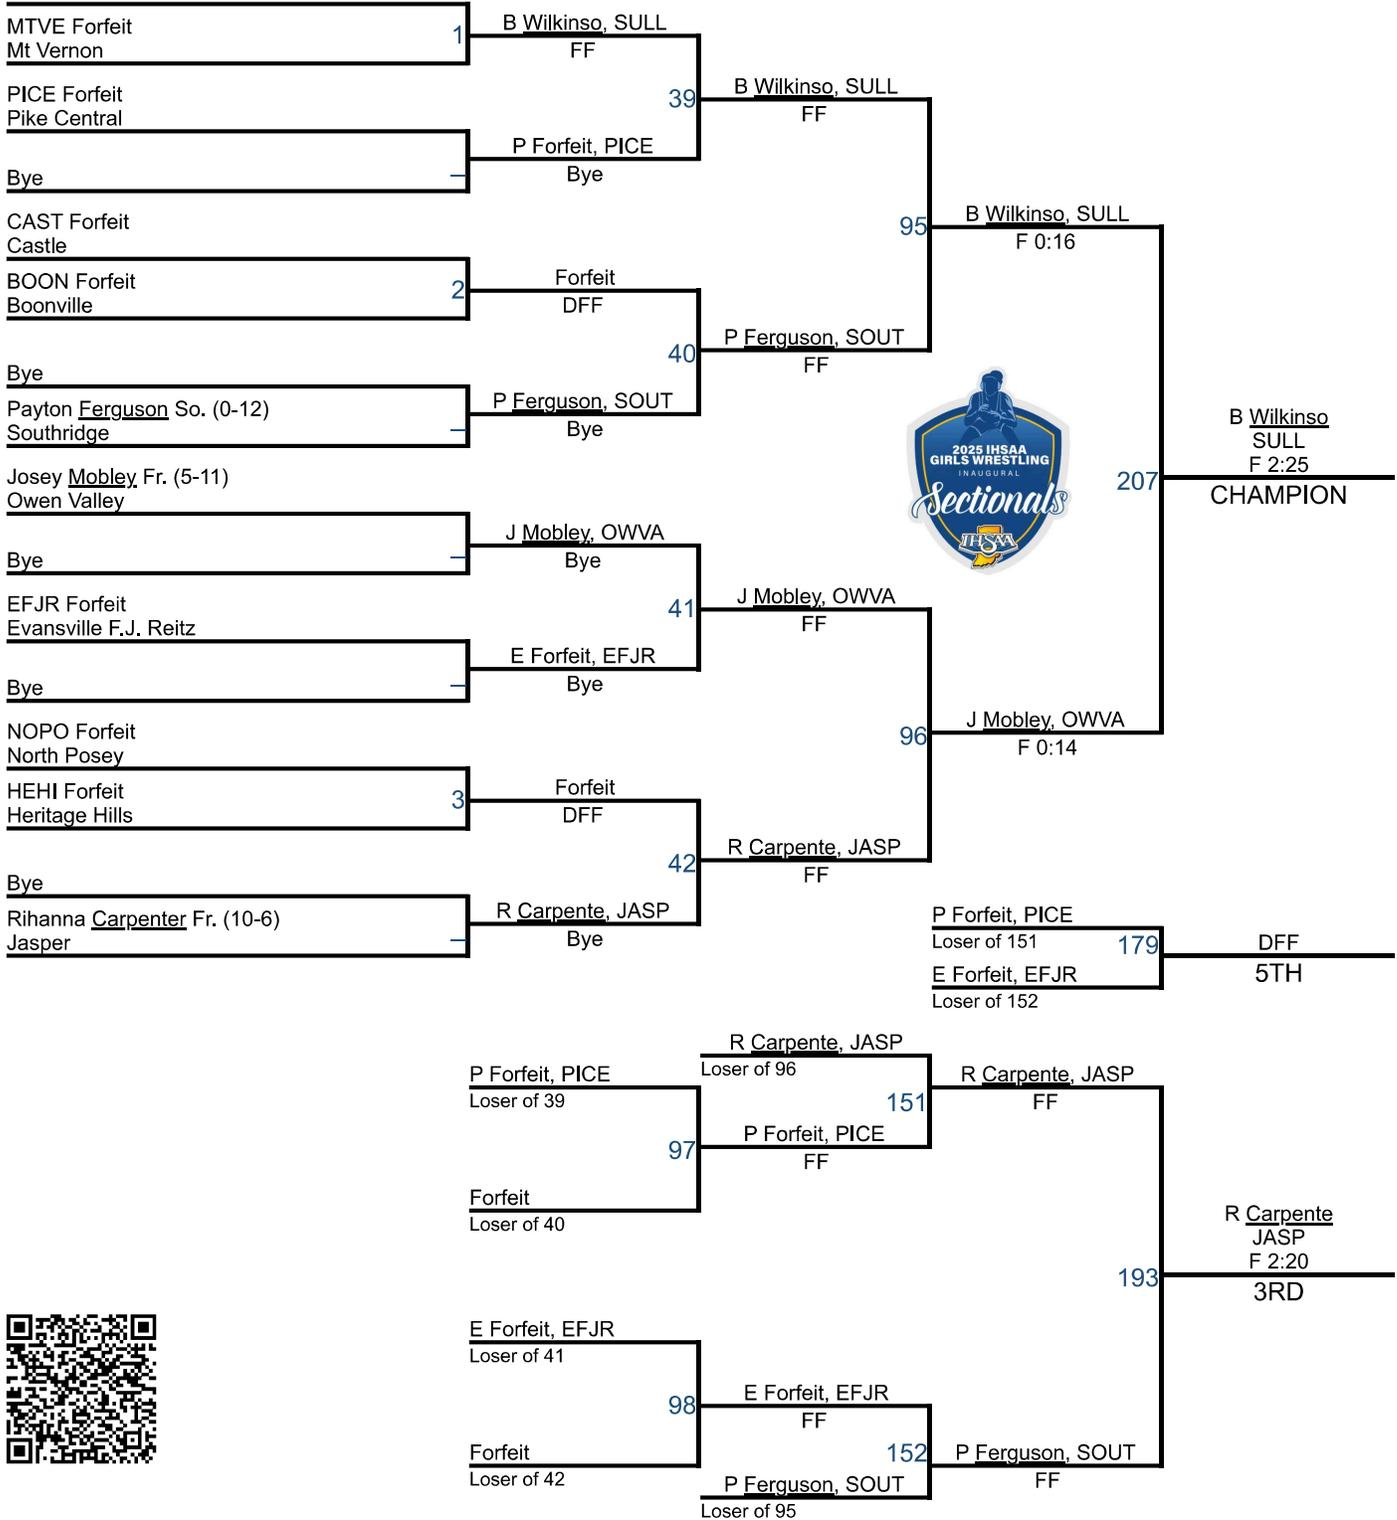 MTVE Forfeit
Mt Vernon
1
B Wilkinso, SULL
FF
PICE Forfeit
Pike Central
39
B Wilkinso, SULL
FF
Bye
–
P Forfeit, PICE
Bye
CAST Forfeit
Castle
95
B Wilkinso, SULL
F 0:16
BOON Forfeit
Boonville
2
Forfeit
DFF
40
P Ferguson, SOUT
FF
Bye
Payton Ferguson So. (0-12)
Southridge
–
P Ferguson, SOUT
Bye
2025 IHSAA
GIRLS WRESTLING
INAUGURAL
Sectionals
IHSAA
207
B Wilkinso
SULL
F 2:25
CHAMPION
Josey Mobley Fr. (5-11)
Owen Valley
Bye
–
J Mobley, OWVA
Bye
EFJR Forfeit
Evansville F.J. Reitz
41
J Mobley, OWVA
FF
Bye
–
E Forfeit, EFJR
Bye
NOPO Forfeit
North Posey
96
J Mobley, OWVA
F 0:14
HEHI Forfeit
Heritage Hills
3
Forfeit
DFF
42
R Carpente, JASP
FF
Bye
Rihanna Carpenter Fr. (10-6)
Jasper
–
R Carpente, JASP
Bye
P Forfeit, PICE
Loser of 151
179
E Forfeit, EFJR
Loser of 152
DFF
5TH
P Forfeit, PICE
Loser of 39
R Carpente, JASP
Loser of 96
151
R Carpente, JASP
FF
97
P Forfeit, PICE
FF
Forfeit
Loser of 40
193
R Carpente
JASP
F 2:20
3RD
E Forfeit, EFJR
Loser of 41
98
E Forfeit, EFJR
FF
Forfeit
Loser of 42
152
P Ferguson, SOUT
Loser of 95
P Ferguson, SOUT
FF